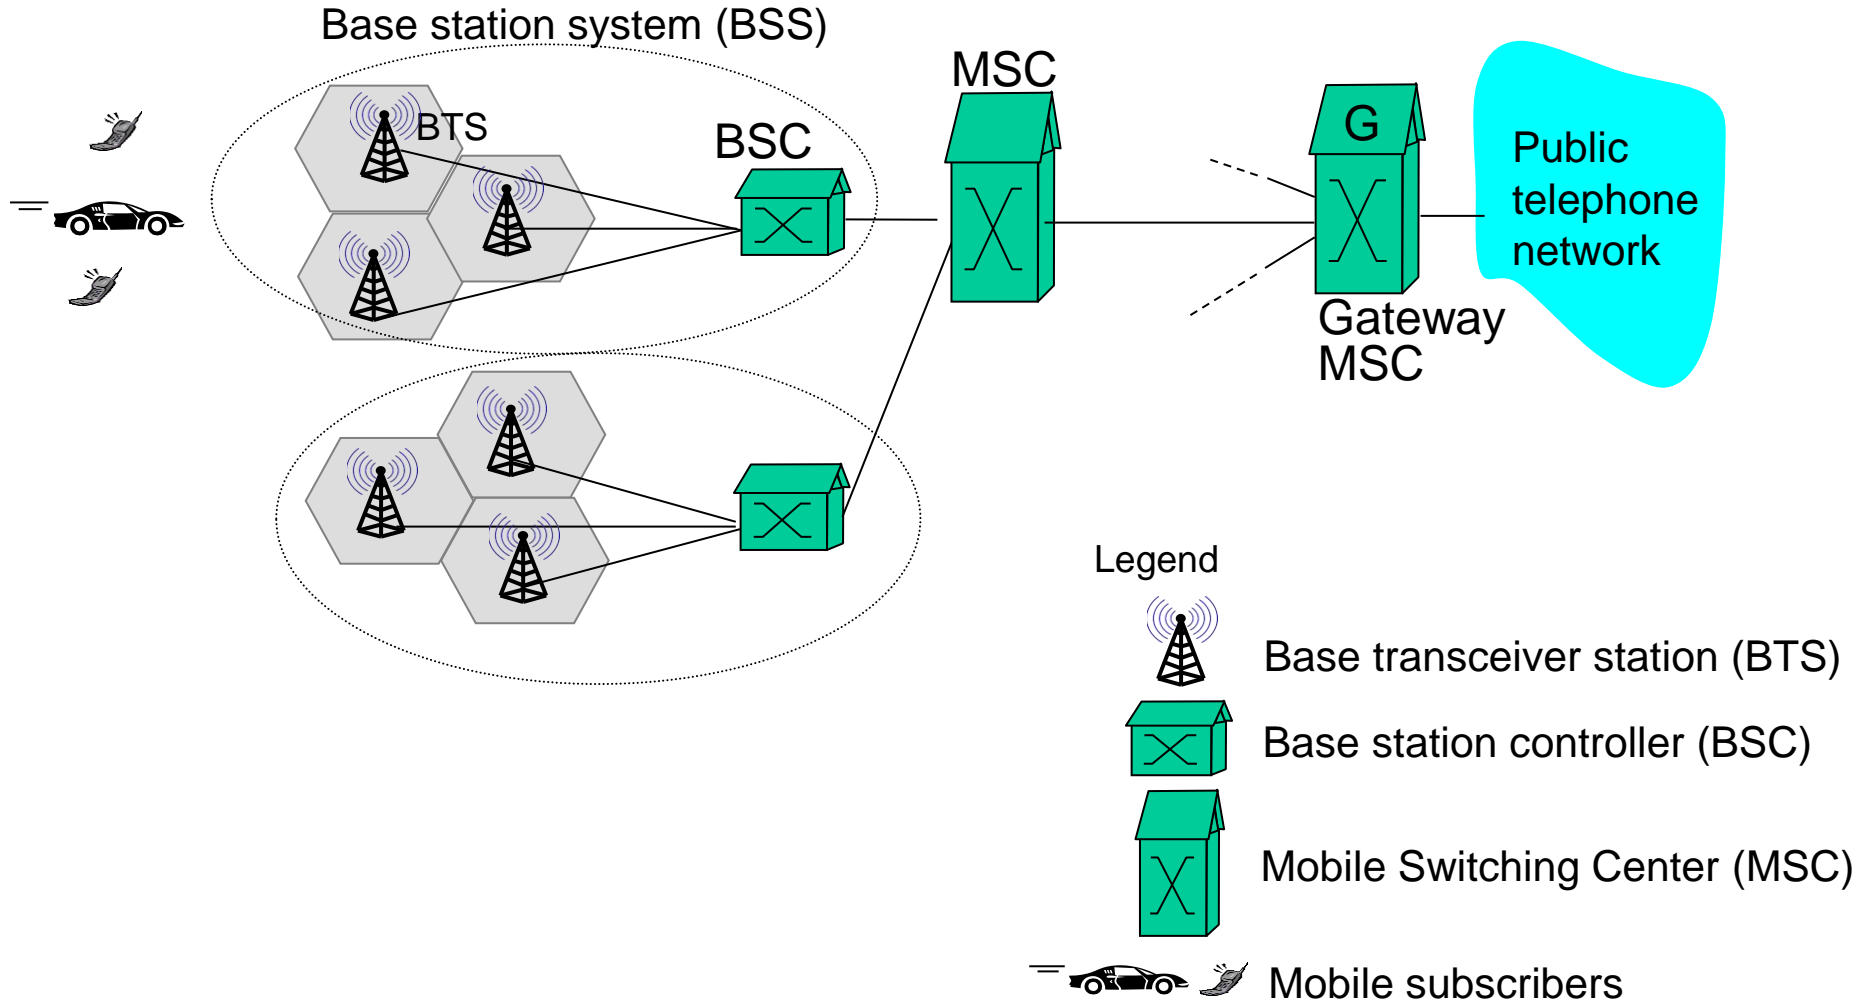 Base station system (BSS)
MSC
BTS
BSC
G
Public
telephone
network
Gateway
MSC
Legend
Base transceiver station (BTS)
Base station controller (BSC)
Mobile Switching Center (MSC)
Mobile subscribers